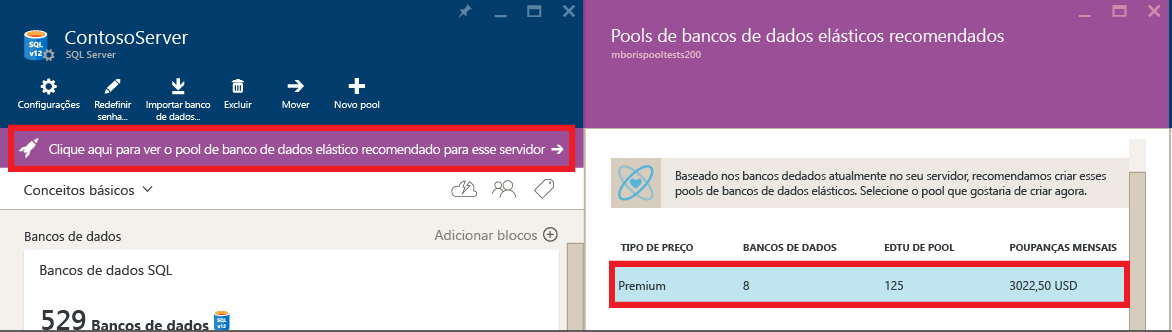 ContosoServer
SQL Server
SQL
v12
Configurações
Redefinir
senha...
Importar banco
de dados...
Excluir
Mover
Novo pool
Clique aqui para ver o pool de banco de dados elástico recomendado para esse servidor
Conceitos básicos
Bancos de dados
Adicionar blocos
Bancos de dados SQL
529 Bancos de dados
SQL
v12
Pools de bancos de dados elásticos recomendados
mborispooltests200
Baseado nos bancos dedados atualmente no seu servidor, recomendamos criar esses
pools de bancos de dados elásticos. Selecione o pool que gostaria de criar agora.
TIPO DE PREÇO BANCOS DE DADOS EDTU DE POOL POUPANÇAS MENSAIS
Premium 8 125 3022,50 USD